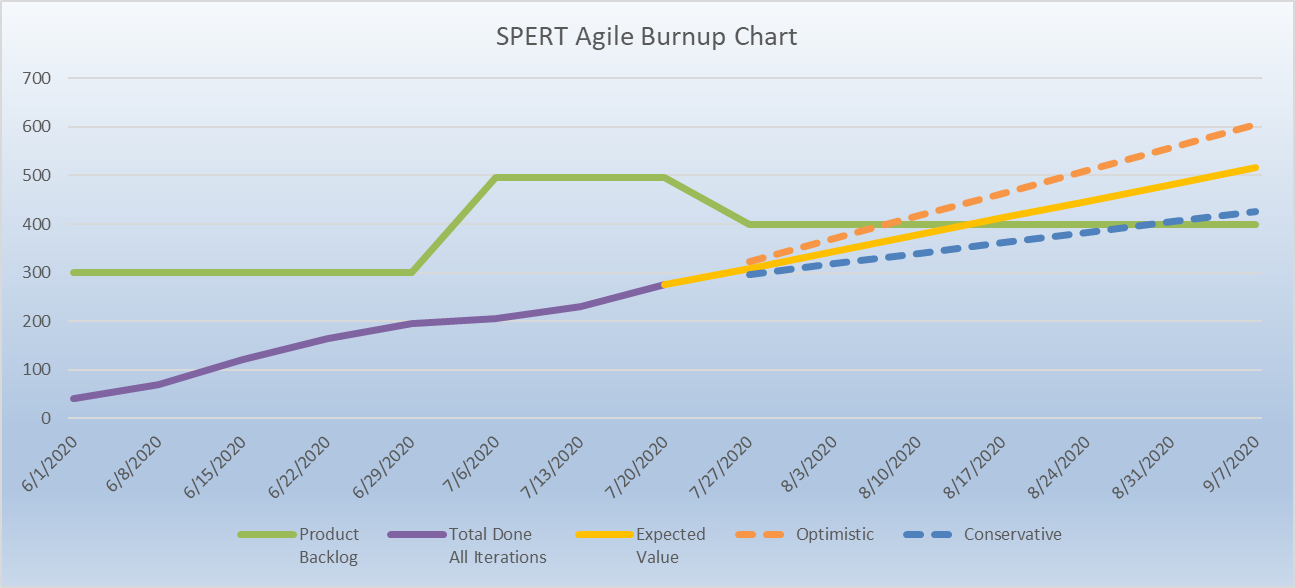 SPERT Agile Burnup Chart
700
600
500
400
300
200
100
0
6/1/2020
6/8/2020
6/15/2020
6/22/2020
6/29/2020
7/6/2020
7/13/2020
7/20/2020
7/27/2020
8/3/2020
8/10/2020
8/17/2020
8/24/2020
8/31/2020
9/7/2020
Product
Backlog
Total Done
All Iterations
Expected
Value
Optimistic
Conservative